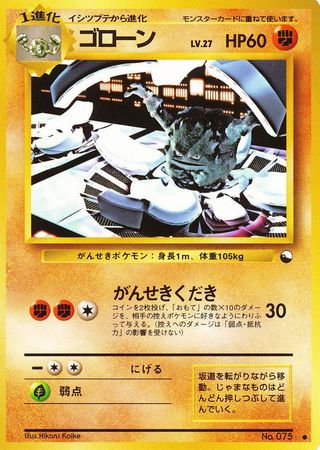 1進化
イシツブテから進化
モンスターカードに重ねて使います。
ゴローン
LV.27 HP60
がんせきポケモン：身長1m、体重105kg
がんせきくだき 30
コインを2枚投げ、「おもて」の数×10のダメー
ジを、相手の控えポケモンに好きなようにわりふ
って与える。（控えへのダメージは「弱点・抵抗
力」の影響を受けない）
にげる
弱点
坂道を転がりながら移
動。じゃまなものはど
んどん押しつぶして進
んでいく。
Illus.Hikaru Koike
No.075